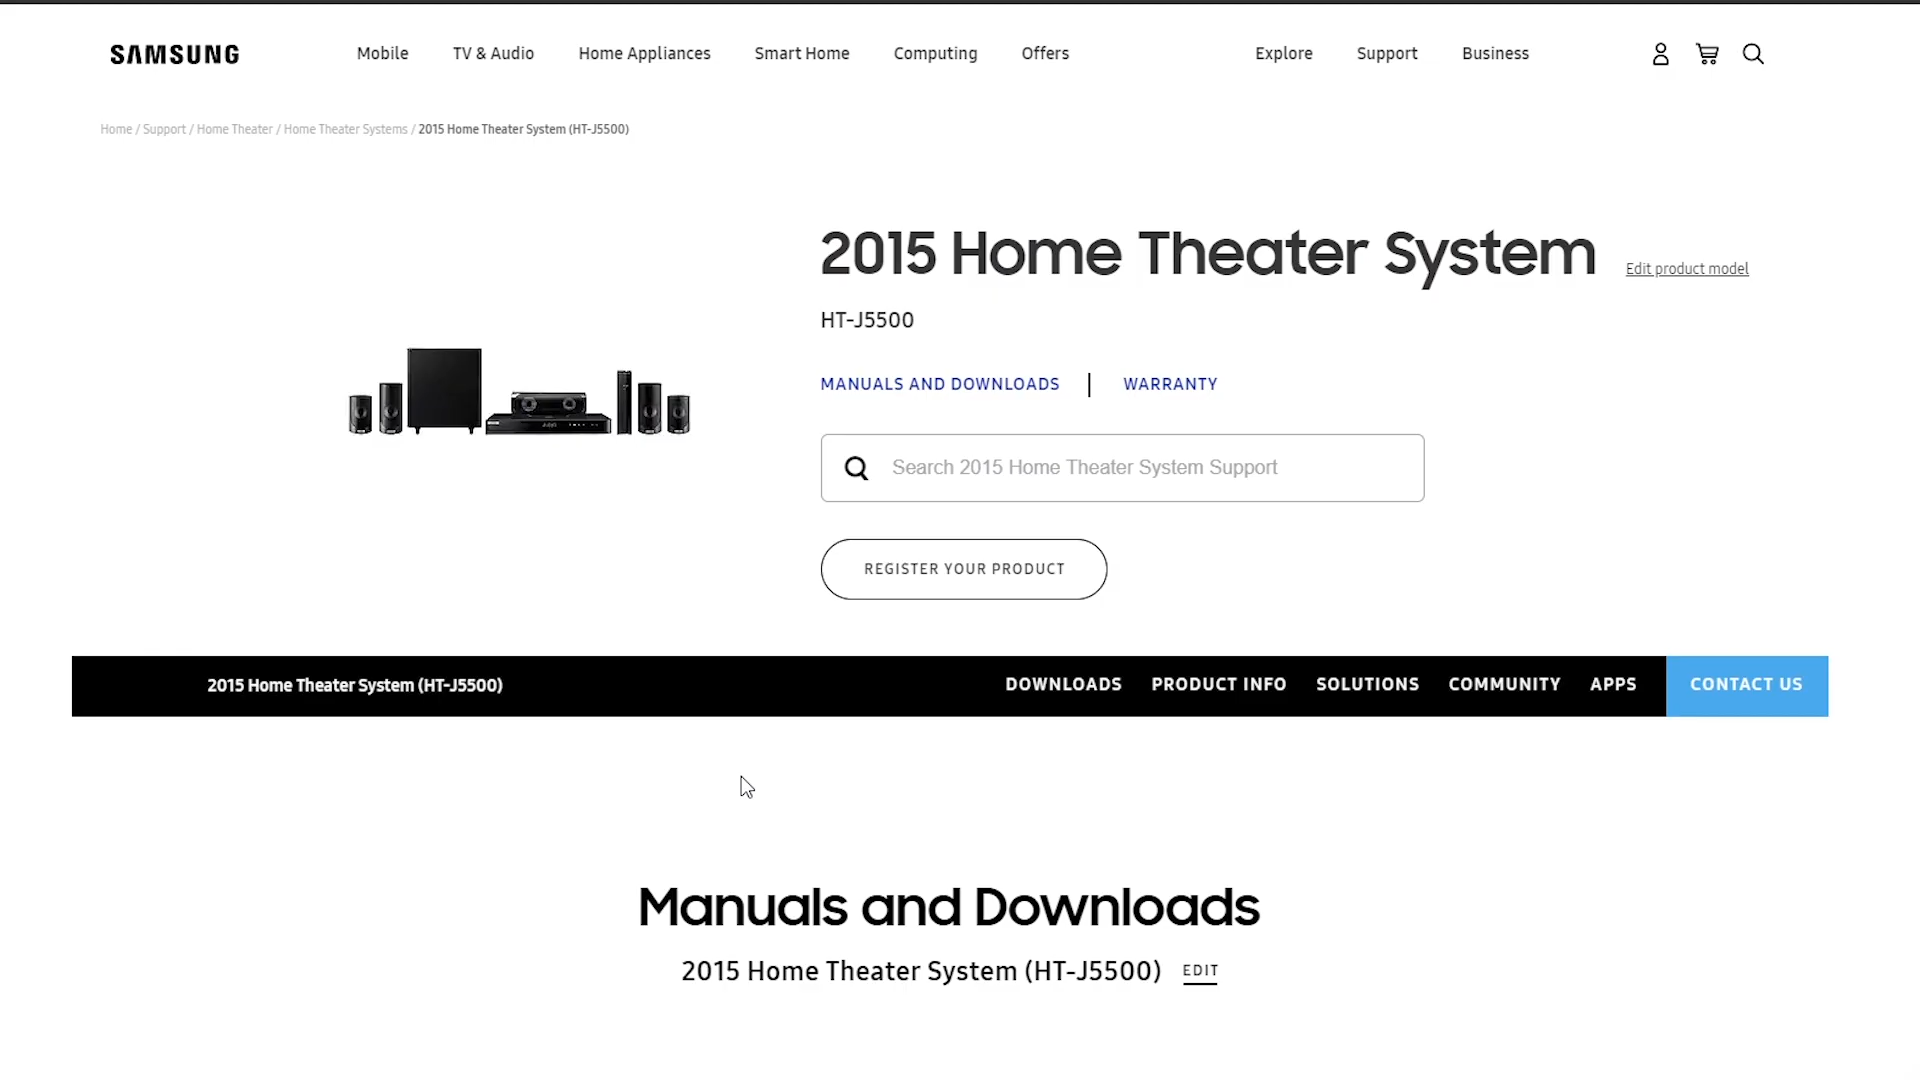 SAMSUNG Mobile TV & Audio Home Appliances Smart Home Computing Offers Explore Support Business
Home / Support / Home Theater / Home Theater Systems / 2015 Home Theater System (HT-J5500)
2015 Home Theater System Edit product model
HT-J5500
MANUALS AND DOWNLOADS | WARRANTY
Search 2015 Home Theater System Support
REGISTER YOUR PRODUCT
2015 Home Theater System (HT-J5500) DOWNLOADS PRODUCT INFO SOLUTIONS COMMUNITY APPS CONTACT US
Manuals and Downloads
2015 Home Theater System (HT-J5500) EDIT